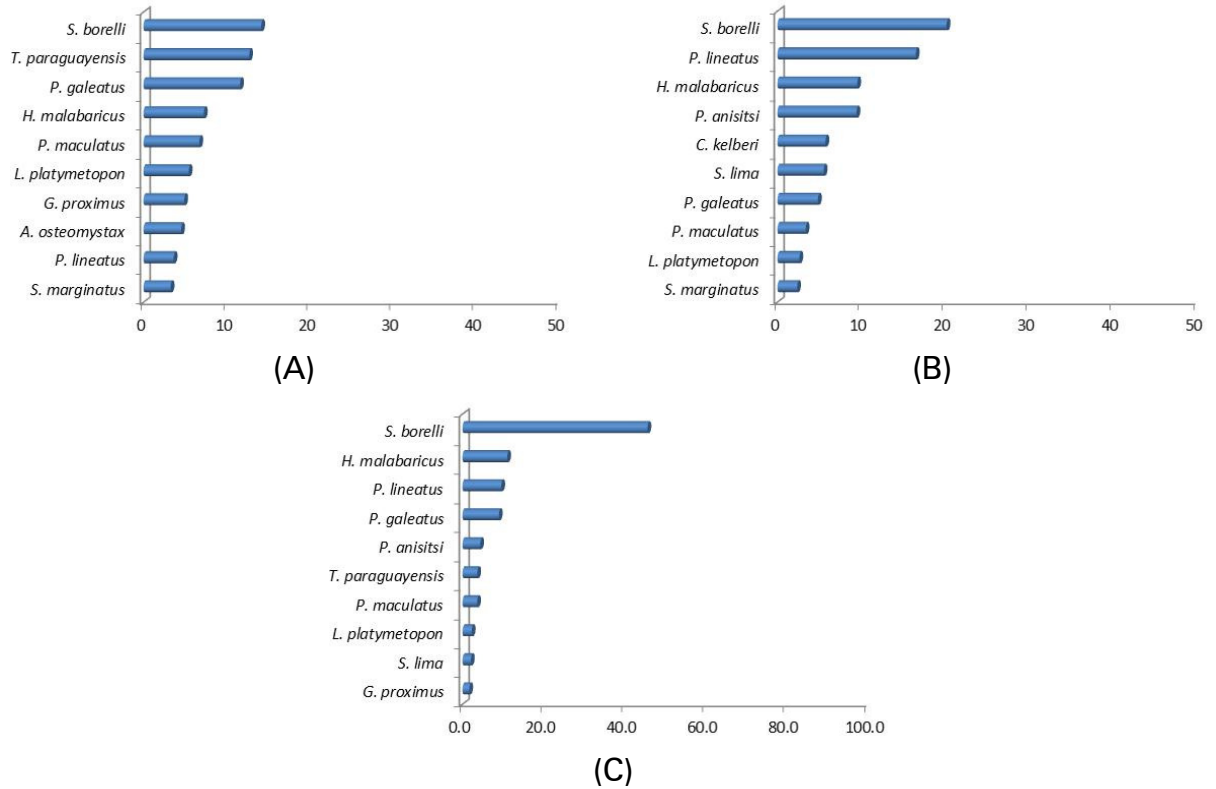 S. borelli
T. paraguayensis
P. galeatus
H. malabaricus
P. maculatus
L. platymetopon
G. proximus
A. osteomystax
P. lineatus
S. marginatus
0 10 20 30 40 50
(A)
S. borelli
P. lineatus
H. malabaricus
P. anisitsi
C. kelberi
S. lima
P. galeatus
P. maculatus
L. platymetopon
S. marginatus
0 10 20 30 40 50
(B)
S. borelli
H. malabaricus
P. lineatus
P. galeatus
P. anisitsi
T. paraguayensis
P. maculatus
L. platymetopon
S. lima
G. proximus
0.0 20.0 40.0 60.0 80.0 100.0
(C)